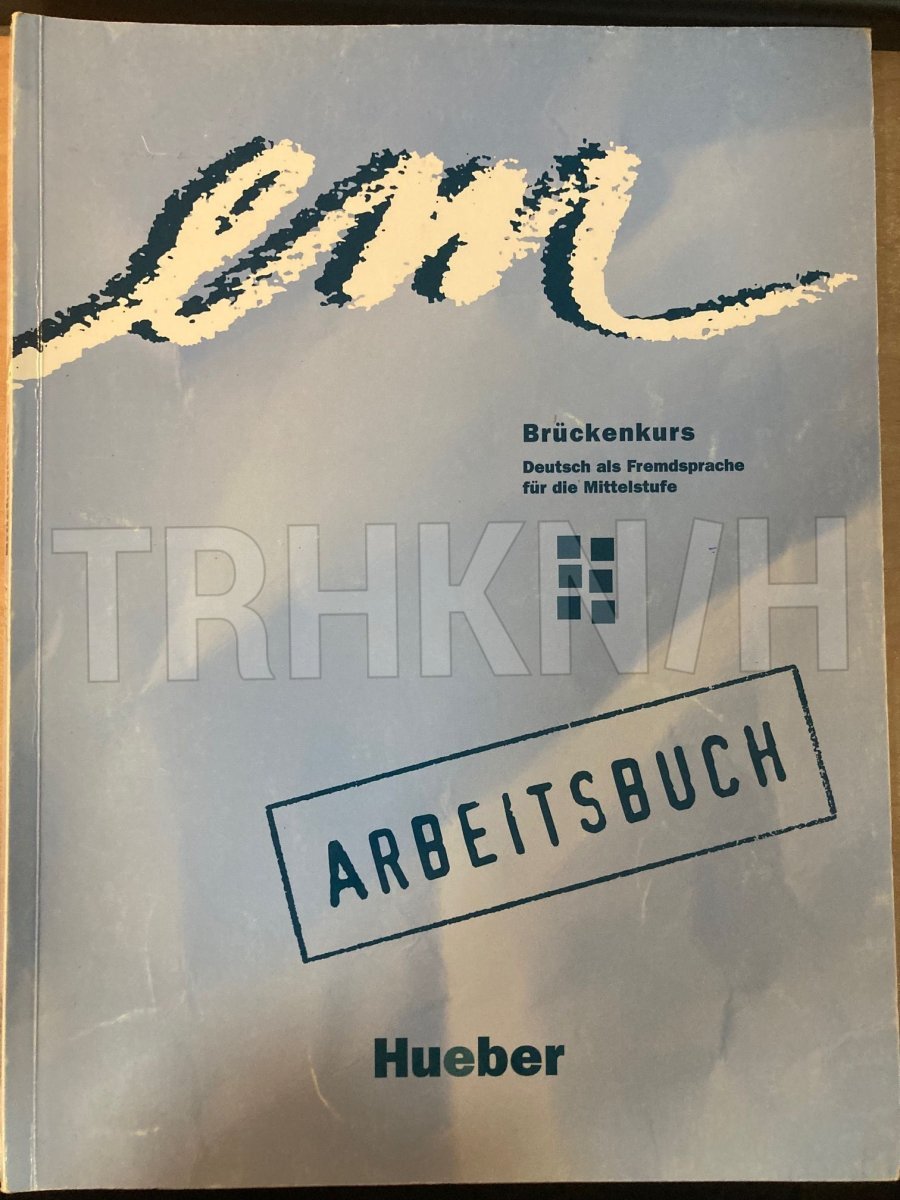 em
Brückenkurs
Deutsch als Fremdsprache
für die Mittelstufe
TRHKN/H
ARBEITSBUCH
Hueber